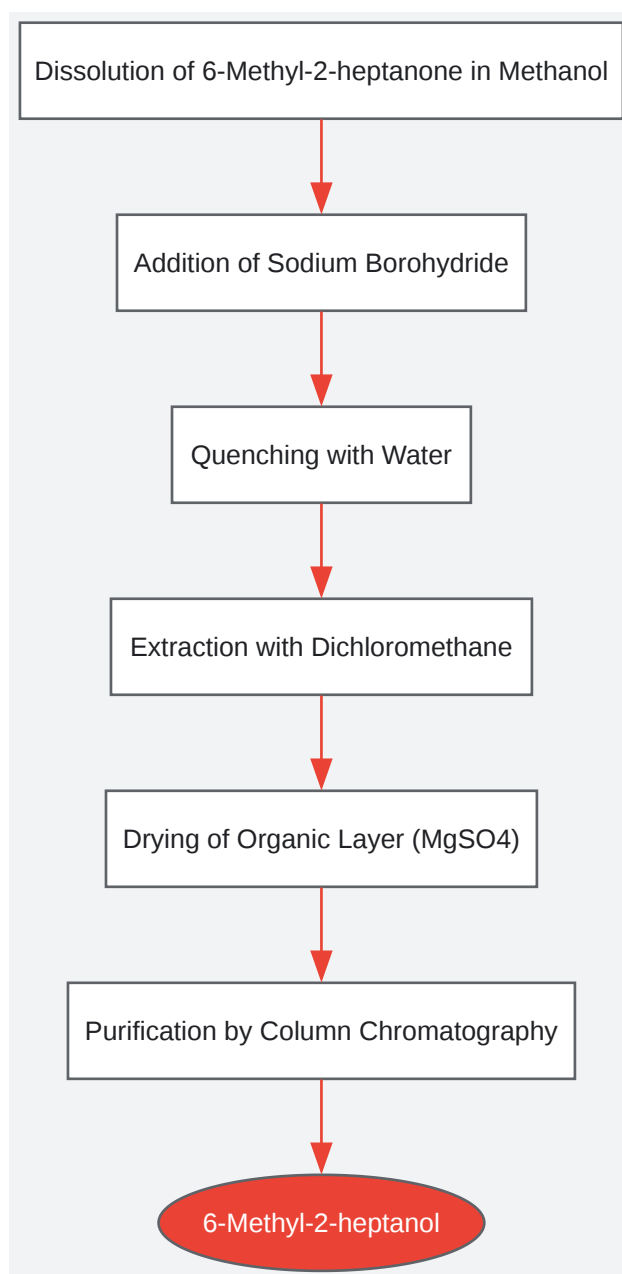 Dissolution of 6-Methyl-2-heptanone in Methanol
Addition of Sodium Borohydride
Quenching with Water
Extraction with Dichloromethane
Drying of Organic Layer (MgSO4)
Purification by Column Chromatography
6-Methyl-2-heptanol